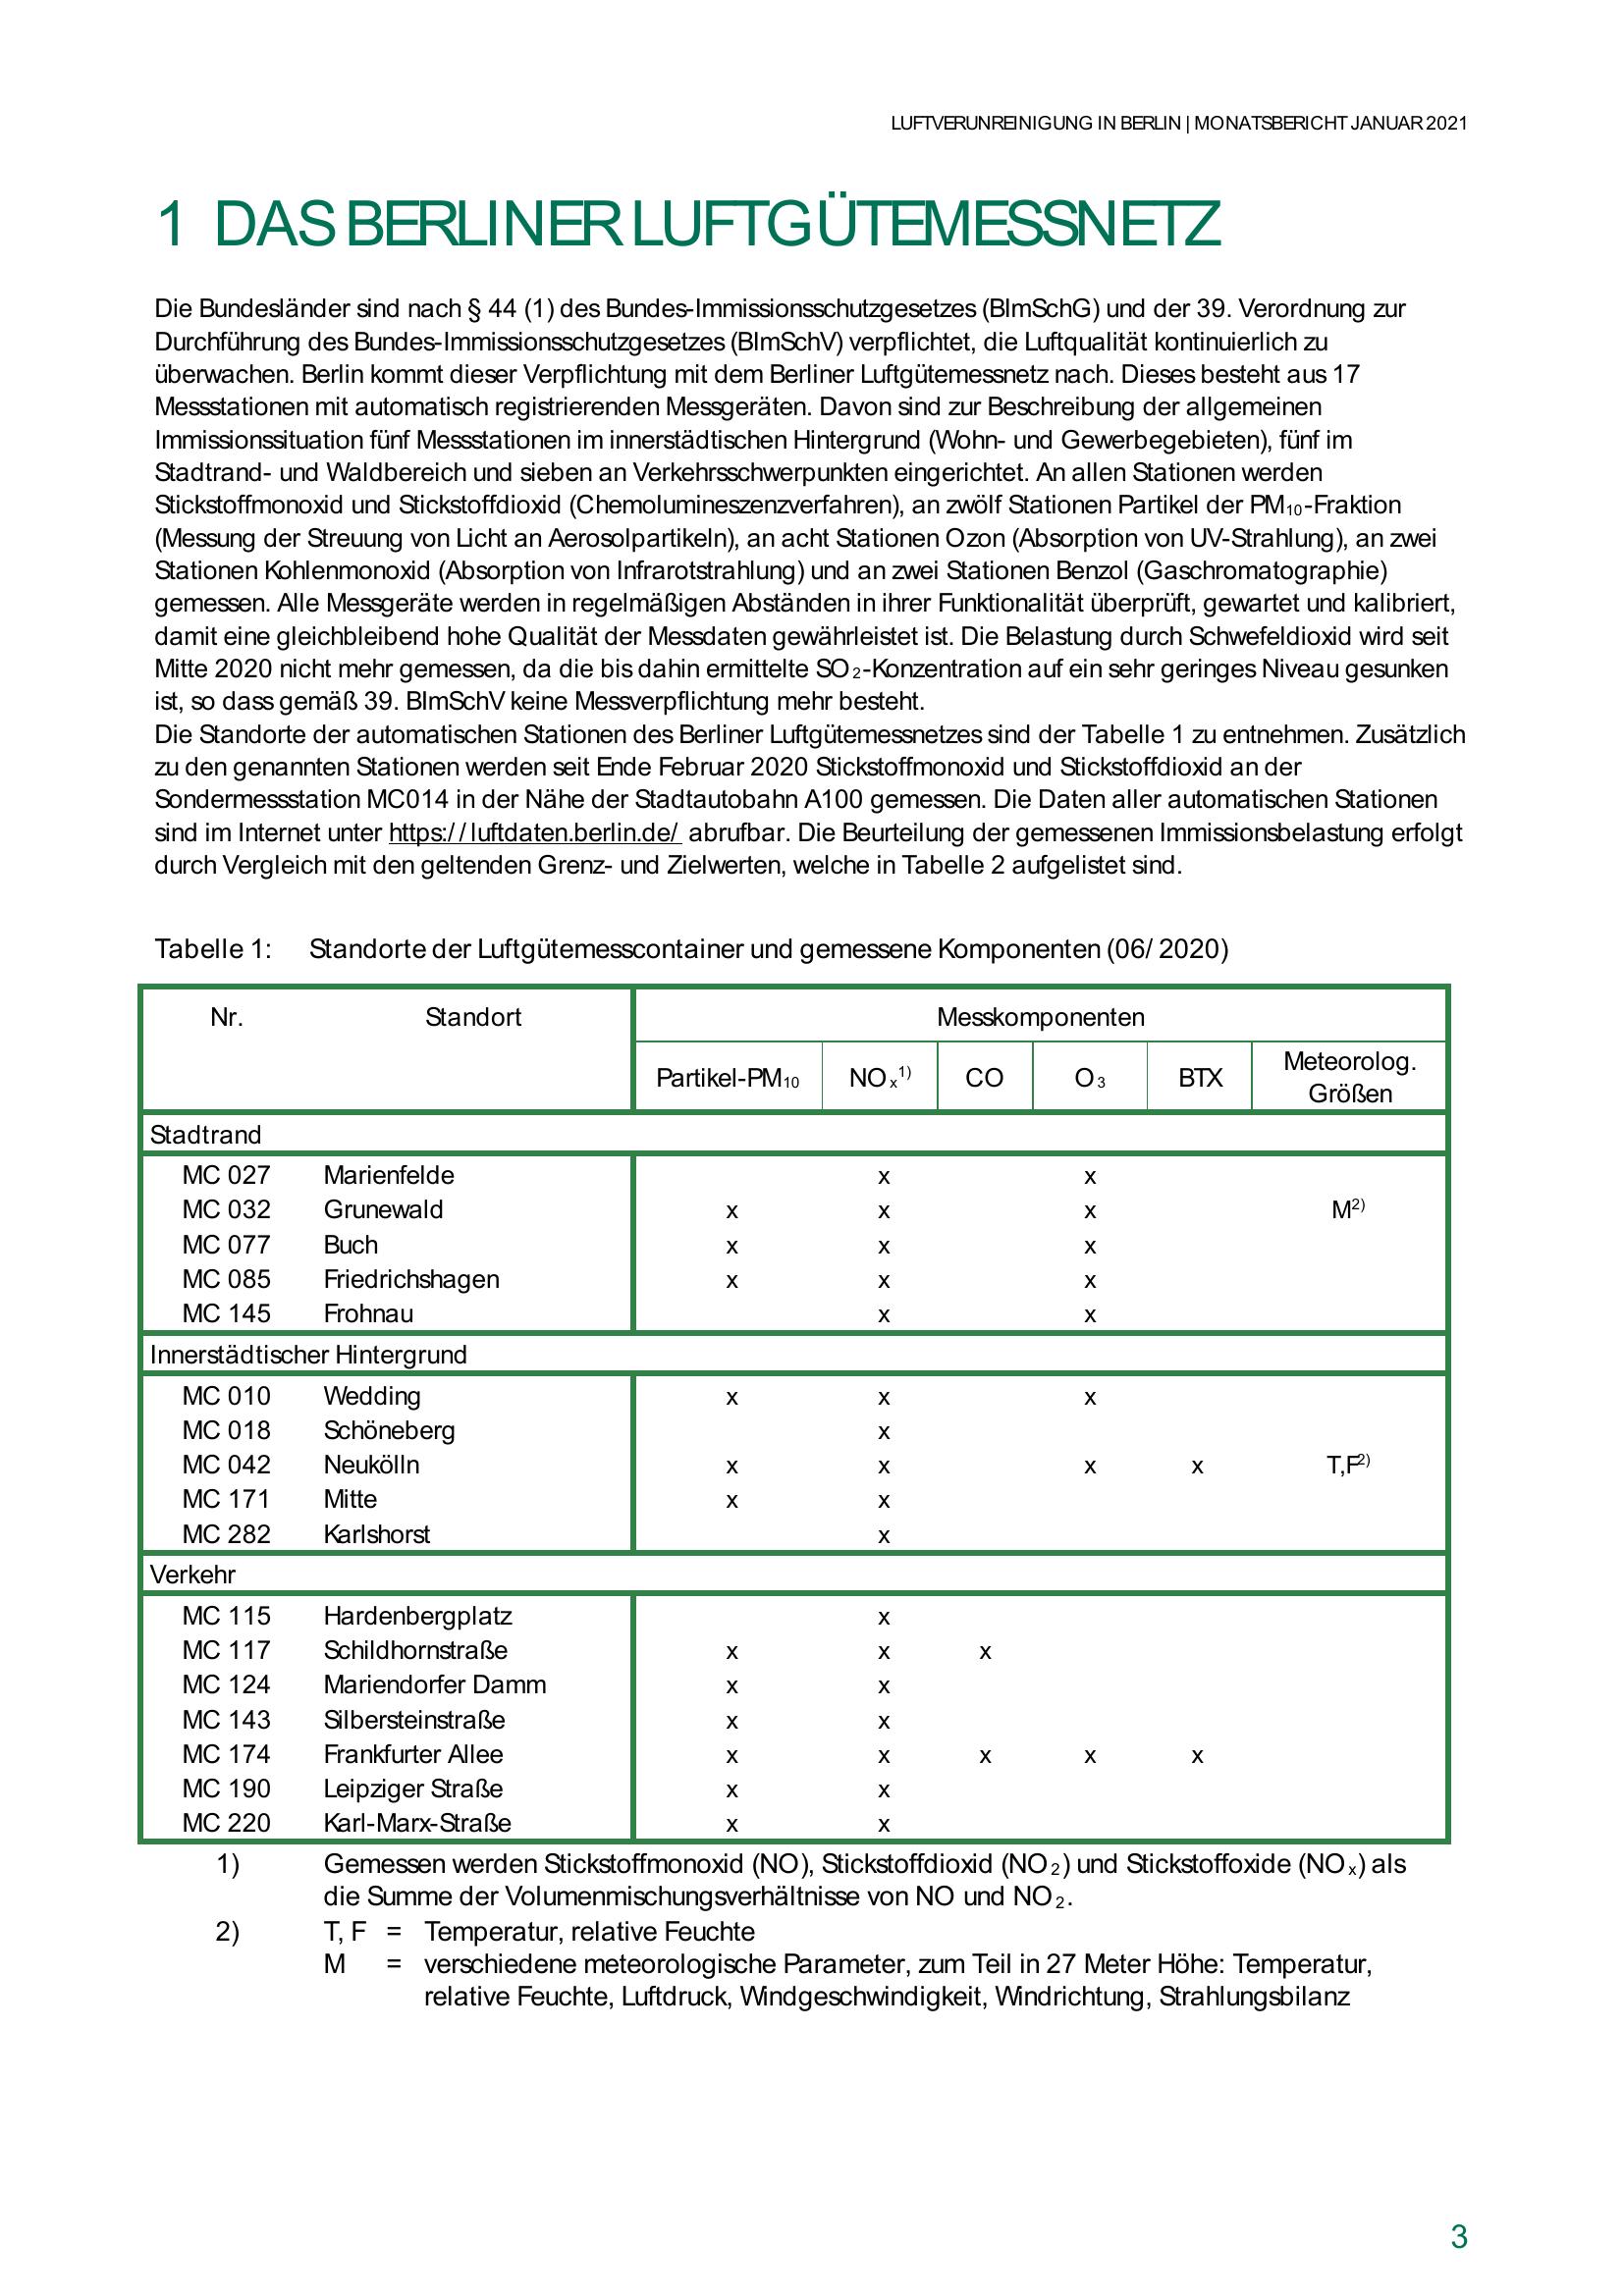 LUFTVERUNREINIGUNG IN BERLIN | MONATSBERICHT JANUAR 2021
1 DAS BERLINER LUFTGÜTEMESSNETZ
Die Bundesländer sind nach § 44 (1) des Bundes-Immissionsschutzgesetzes (BImSchG) und der 39. Verordnung zur
Durchführung des Bundes-Immissionsschutzgesetzes (BImSchV) verpflichtet, die Luftqualität kontinuierlich zu
überwachen. Berlin kommt dieser Verpflichtung mit dem Berliner Luftgütemessnetz nach. Dieses besteht aus 17
Messstationen mit automatisch registrierenden Messgeräten. Davon sind zur Beschreibung der allgemeinen
Immissionssituation fünf Messstationen im innerstädtischen Hintergrund (Wohn- und Gewerbegebieten), fünf im
Stadtrand- und Waldbereich und sieben an Verkehrsschwerpunkten eingerichtet. An allen Stationen werden
Stickstoffmonoxid und Stickstoffdioxid (Chemolumineszenzverfahren), an zwölf Stationen Partikel der PM10-Fraktion
(Messung der Streuung von Licht an Aerosolpartikeln), an acht Stationen Ozon (Absorption von UV-Strahlung), an zwei
Stationen Kohlenmonoxid (Absorption von Infrarotstrahlung) und an zwei Stationen Benzol (Gaschromatographie)
gemessen. Alle Messgeräte werden in regelmäßigen Abständen in ihrer Funktionalität überprüft, gewartet und kalibriert,
damit eine gleichbleibend hohe Qualität der Messdaten gewährleistet ist. Die Belastung durch Schwefeldioxid wird seit
Mitte 2020 nicht mehr gemessen, da die bis dahin ermittelte SO2-Konzentration auf ein sehr geringes Niveau gesunken
ist, so dass gemäß 39. BImSchV keine Messverpflichtung mehr besteht.
Die Standorte der automatischen Stationen des Berliner Luftgütemessnetzes sind der Tabelle 1 zu entnehmen. Zusätzlich
zu den genannten Stationen werden seit Ende Februar 2020 Stickstoffmonoxid und Stickstoffdioxid an der
Sondermessstation MC014 in der Nähe der Stadtautobahn A100 gemessen. Die Daten aller automatischen Stationen
sind im Internet unter https://luftdaten.berlin.de/ abrufbar. Die Beurteilung der gemessenen Immissionsbelastung erfolgt
durch Vergleich mit den geltenden Grenz- und Zielwerten, welche in Tabelle 2 aufgelistet sind.
Tabelle 1: Standorte der Luftgütemesscontainer und gemessene Komponenten (06/2020)
Nr. Standort Messkomponenten
Partikel-PM10 NOx1) CO O3 BTX Meteorolog.
Größen
Stadtrand
MC 027 Marienfelde x x
MC 032 Grunewald x x x M2)
MC 077 Buch x x x
MC 085 Friedrichshagen x x x
MC 145 Frohnau x x
Innerstädtischer Hintergrund
MC 010 Wedding x x x
MC 018 Schöneberg x
MC 042 Neukölln x x x x T,F2)
MC 171 Mitte x x
MC 282 Karlshorst x
Verkehr
MC 115 Hardenbergplatz x
MC 117 Schildhornstraße x x x
MC 124 Mariendorfer Damm x x
MC 143 Silbersteinstraße x x
MC 174 Frankfurter Allee x x x x x
MC 190 Leipziger Straße x x
MC 220 Karl-Marx-Straße x x
1) Gemessen werden Stickstoffmonoxid (NO), Stickstoffdioxid (NO2) und Stickstoffoxide (NOx) als
die Summe der Volumenmischungsverhältnisse von NO und NO2.
2) T, F = Temperatur, relative Feuchte
M = verschiedene meteorologische Parameter, zum Teil in 27 Meter Höhe: Temperatur,
relative Feuchte, Luftdruck, Windgeschwindigkeit, Windrichtung, Strahlungsbilanz
3